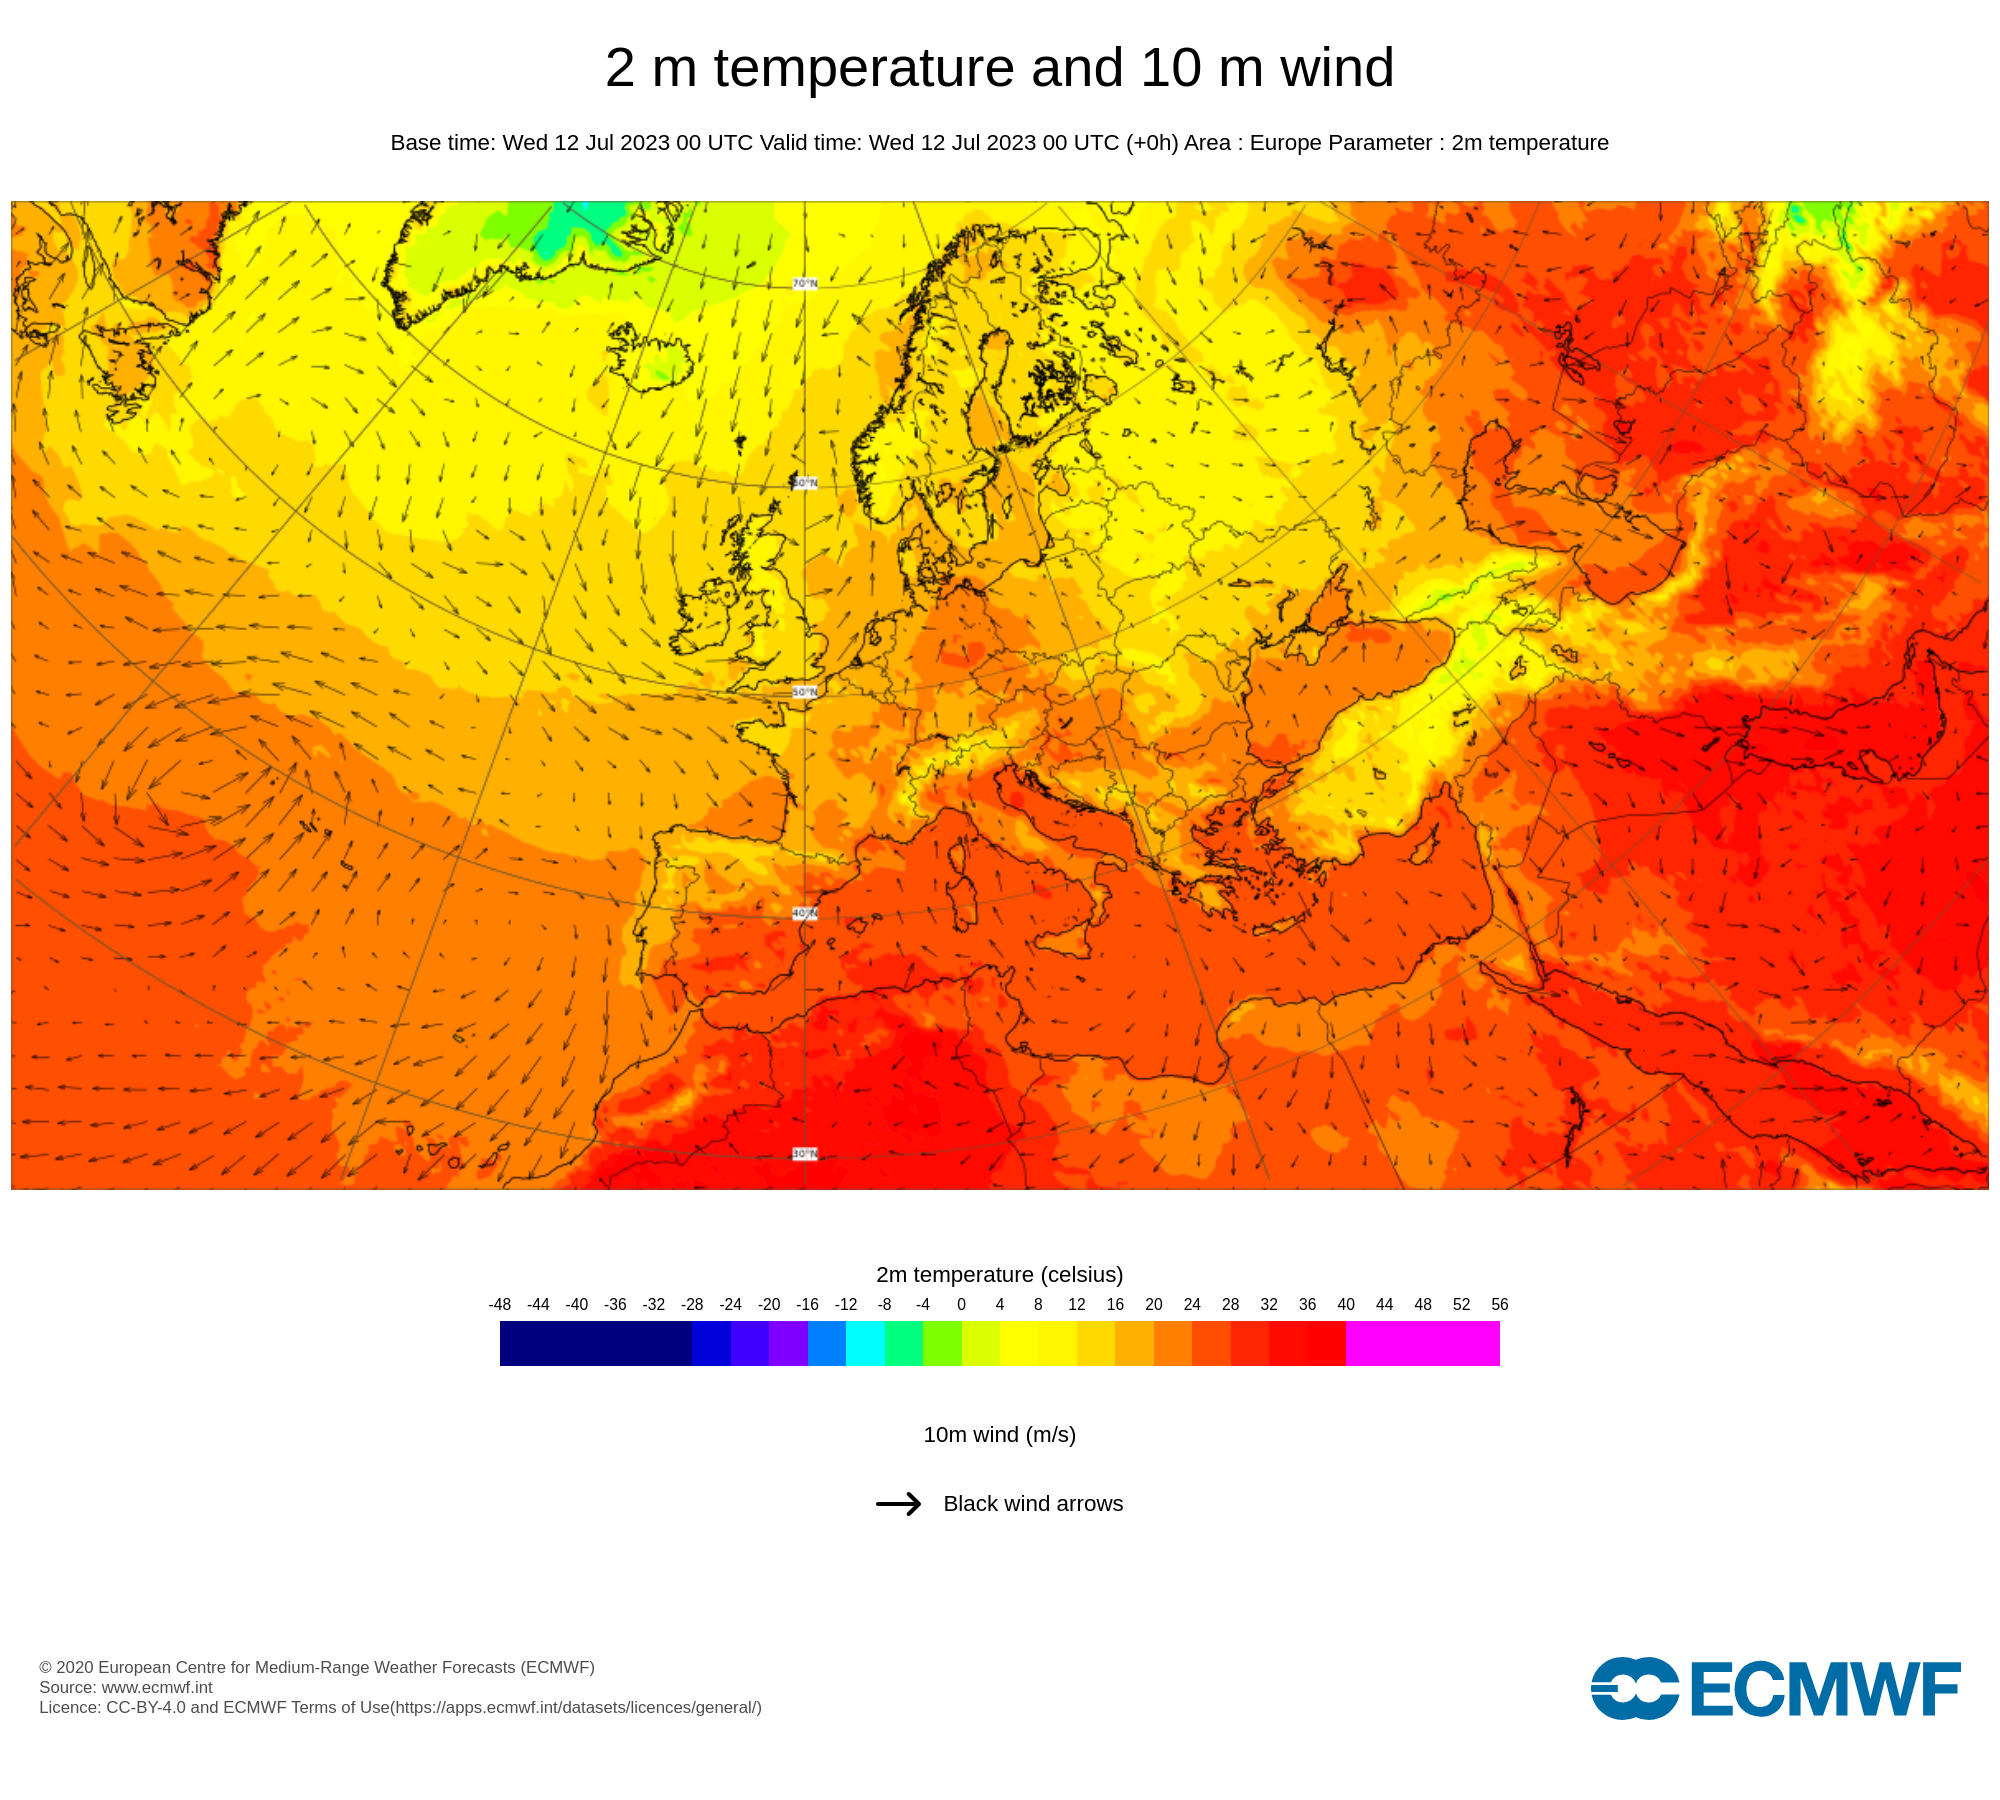 2 m temperature and 10 m wind
Base time: Wed 12 Jul 2023 00 UTC Valid time: Wed 12 Jul 2023 00 UTC (+0h) Area : Europe Parameter : 2m temperature
70°N
60°N
50°N
40°N
30°N
2m temperature (celsius)
-48 -44 -40 -36 -32 -28 -24 -20 -16 -12 -8 -4 0 4 8 12 16 20 24 28 32 36 40 44 48 52 56
10m wind (m/s)
Black wind arrows
© 2020 European Centre for Medium-Range Weather Forecasts (ECMWF)
Source: www.ecmwf.int
Licence: CC-BY-4.0 and ECMWF Terms of Use(https://apps.ecmwf.int/datasets/licences/general/)
ECMWF